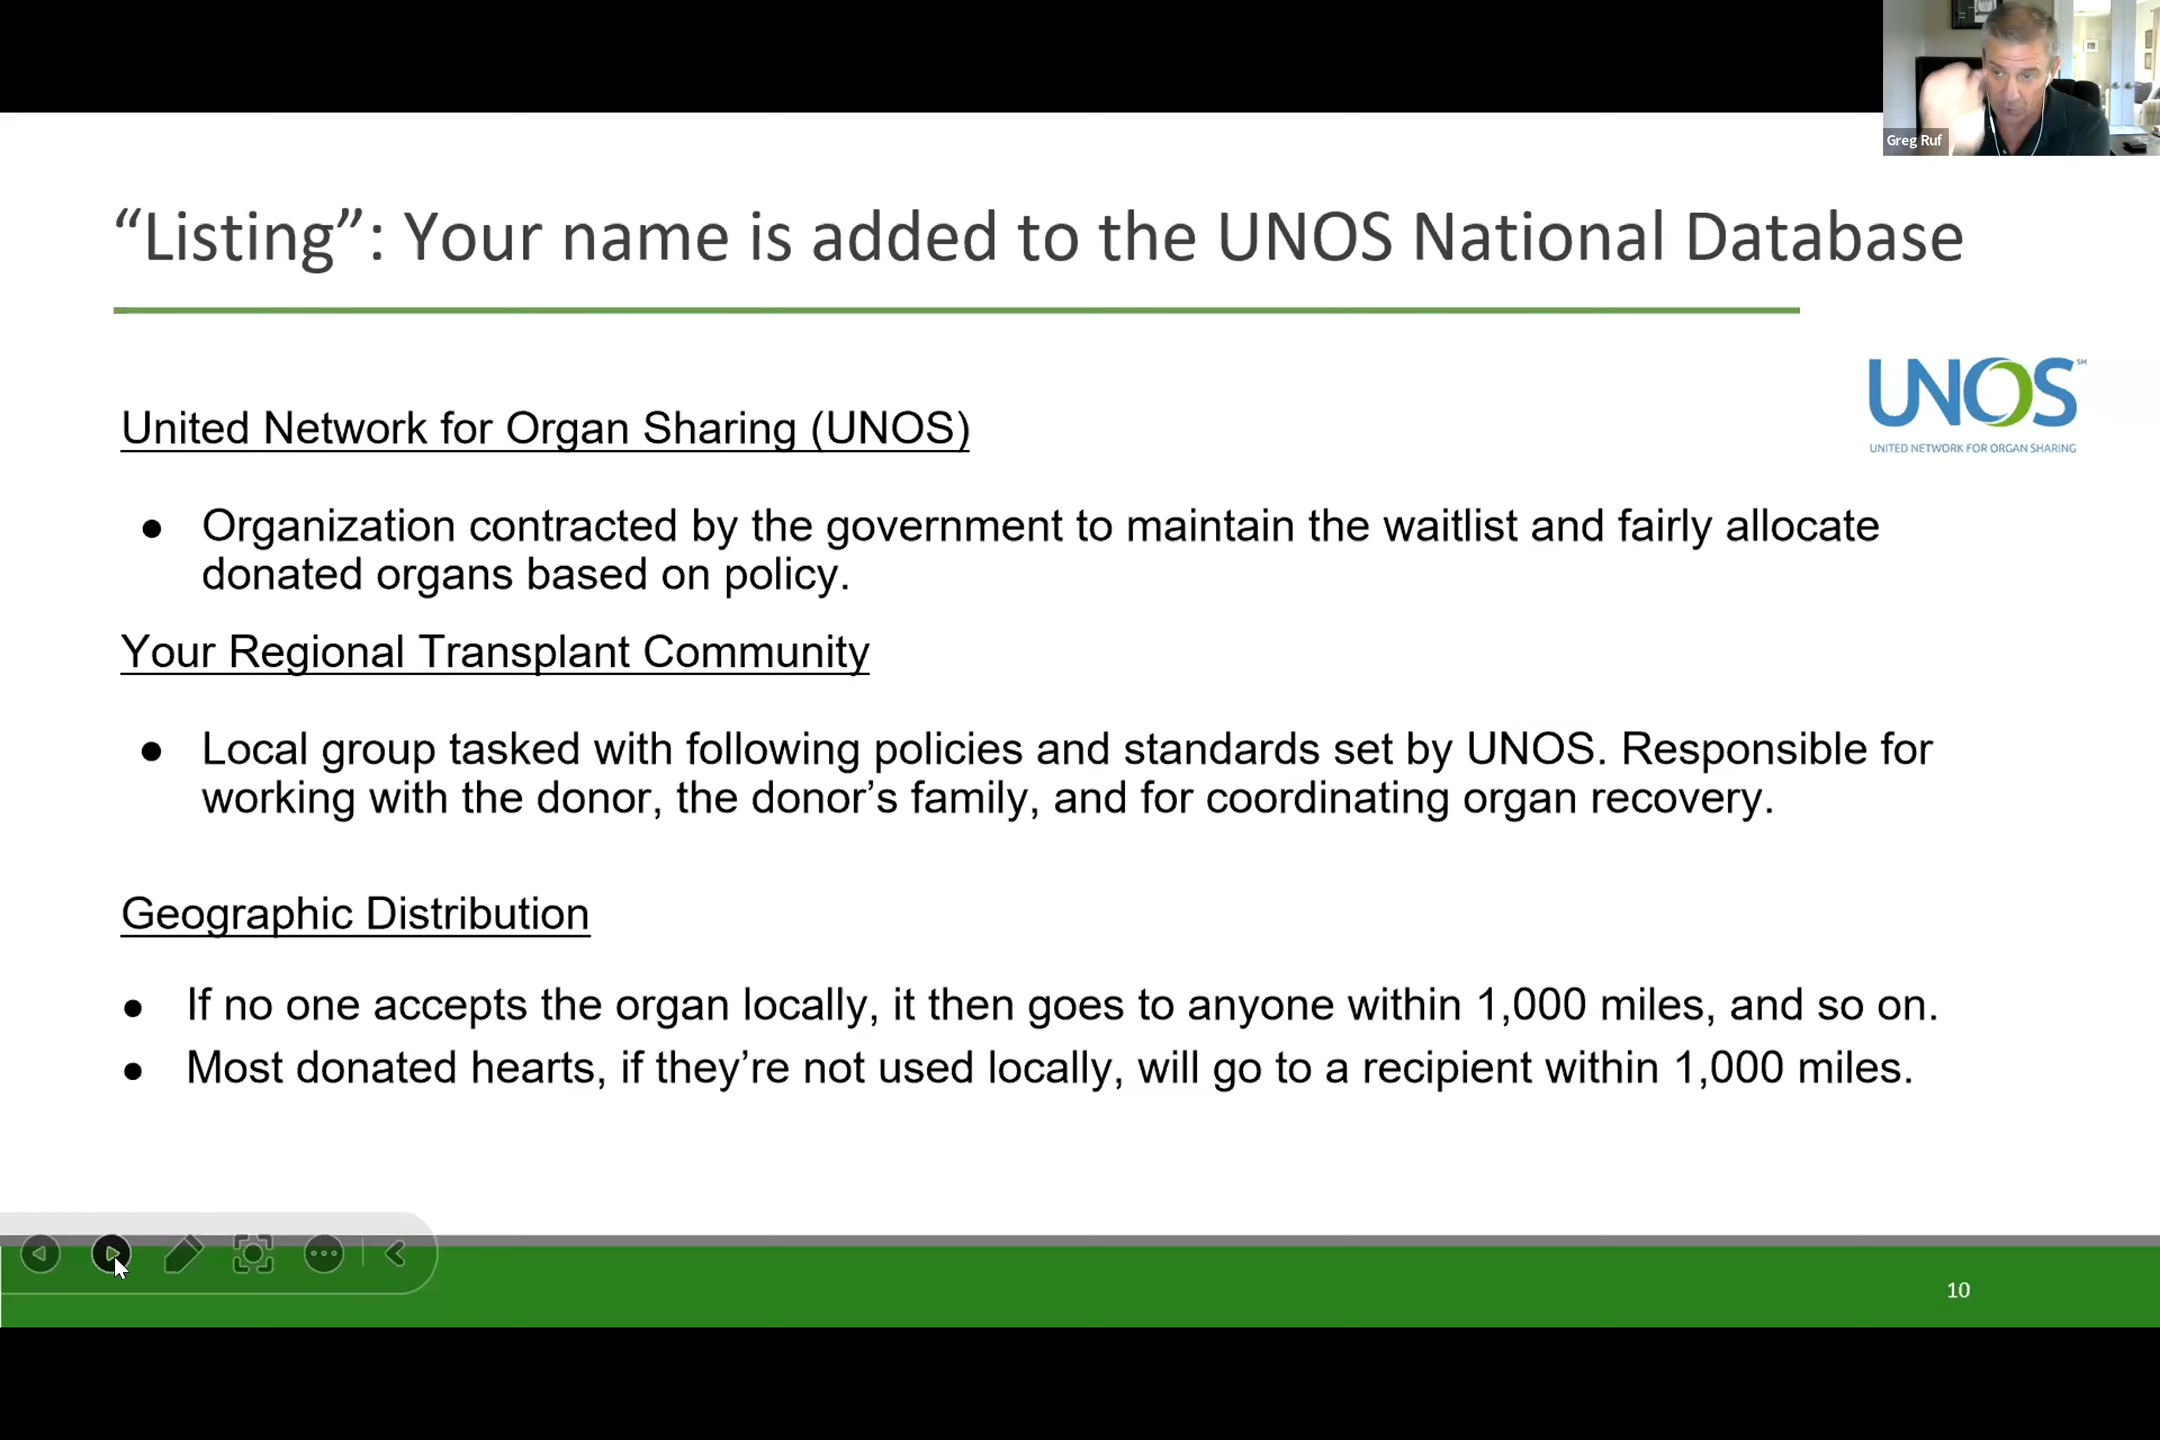 Greg Ruf
“Listing”: Your name is added to the UNOS National Database
UNOS℠
UNITED NETWORK FOR ORGAN SHARING
United Network for Organ Sharing (UNOS)
● Organization contracted by the government to maintain the waitlist and fairly allocate
donated organs based on policy.
Your Regional Transplant Community
● Local group tasked with following policies and standards set by UNOS. Responsible for
working with the donor, the donor’s family, and for coordinating organ recovery.
Geographic Distribution
● If no one accepts the organ locally, it then goes to anyone within 1,000 miles, and so on.
● Most donated hearts, if they’re not used locally, will go to a recipient within 1,000 miles.
10